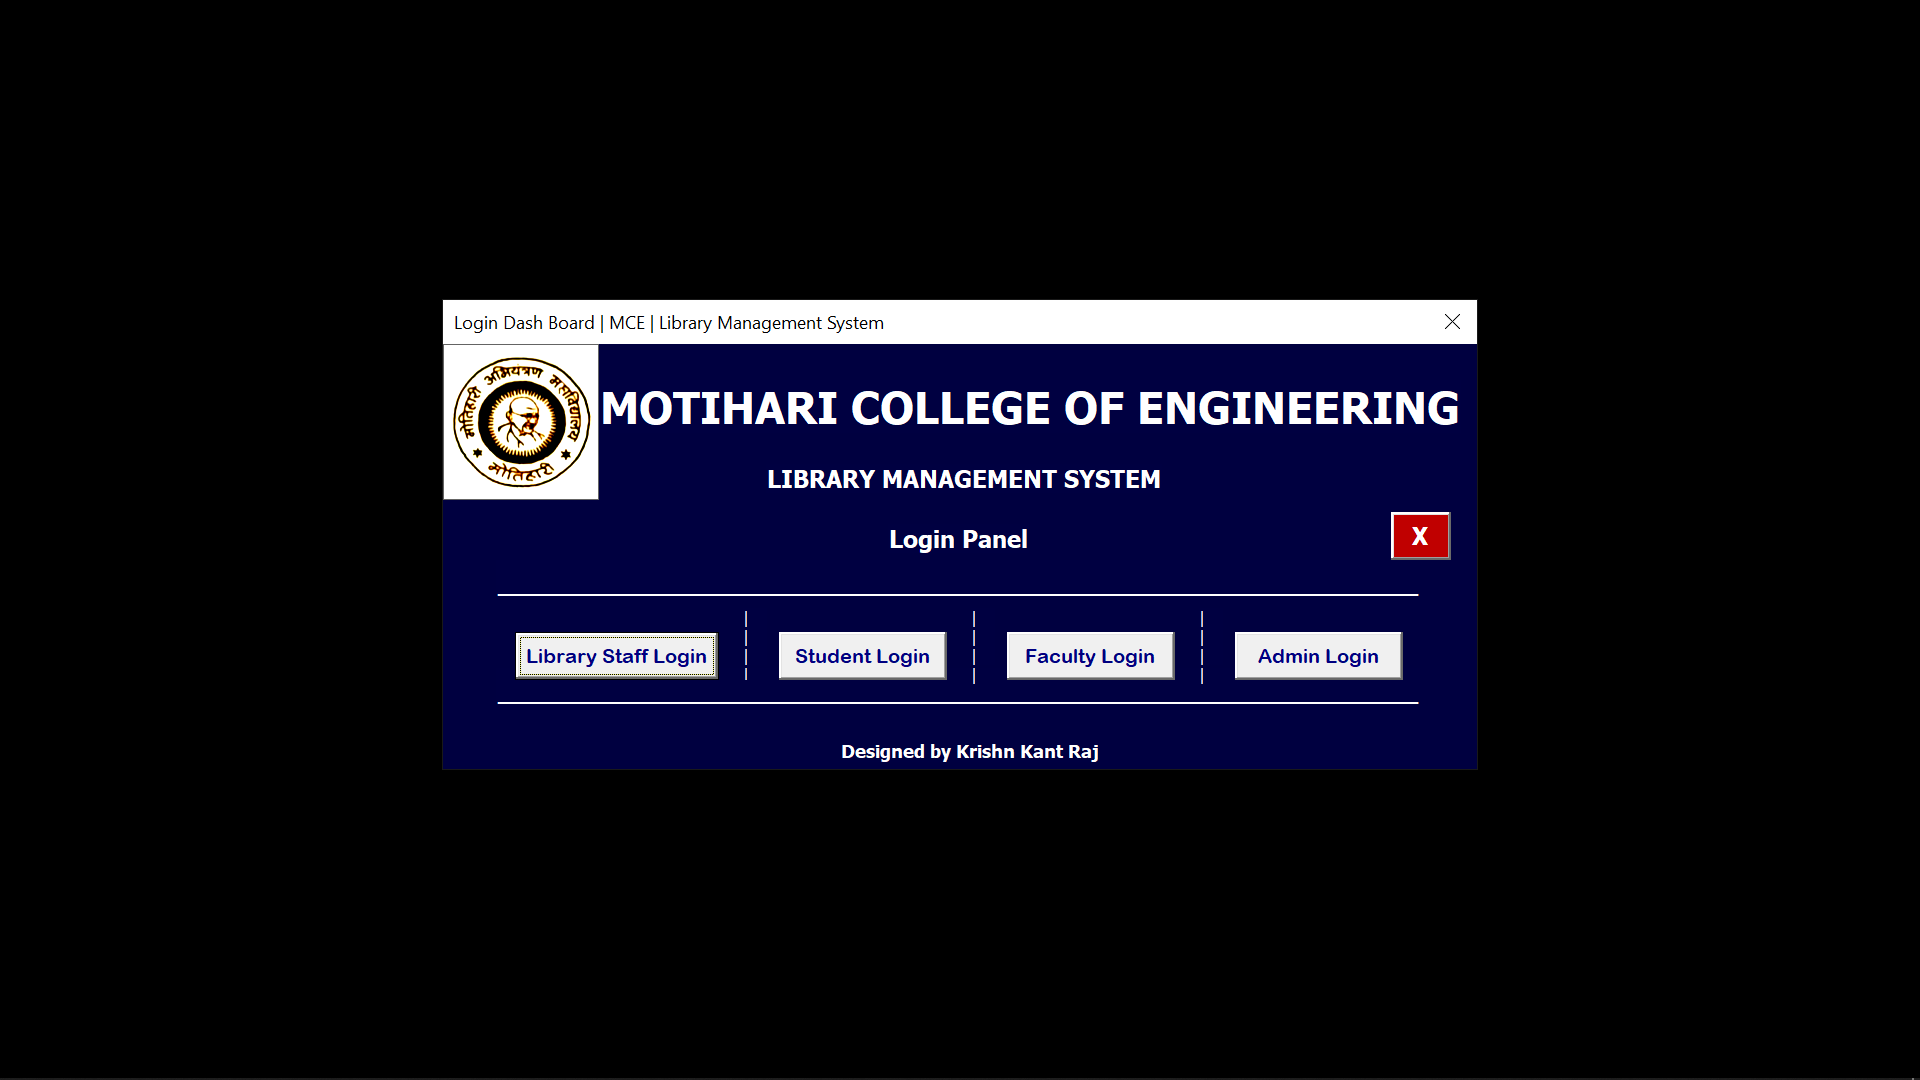 Login Dash Board | MCE | Library Management System
मोतिहारी अभियंत्रण महाविद्यालय
मोतिहारी
MOTIHARI COLLEGE OF ENGINEERING
LIBRARY MANAGEMENT SYSTEM
Login Panel
X
Library Staff Login
Student Login
Faculty Login
Admin Login
Designed by Krishn Kant Raj